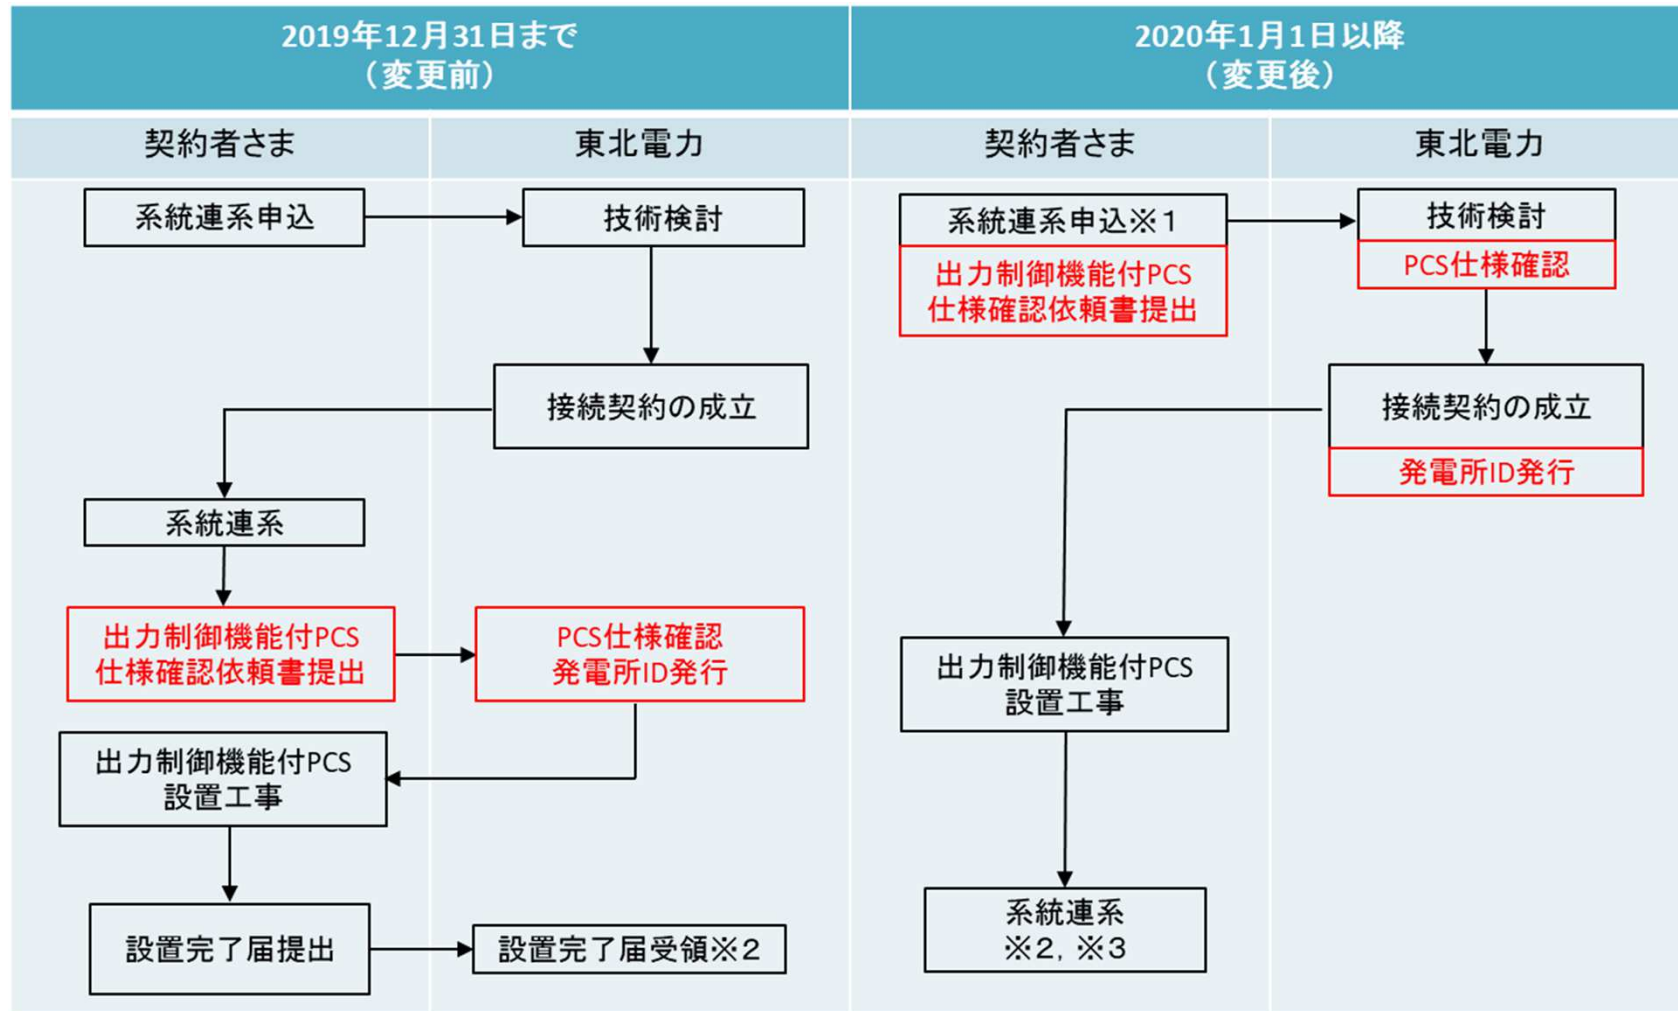 2019年12月31日まで
（変更前）
2020年1月1日以降
（変更後）
契約者さま
東北電力
契約者さま
東北電力
系統連系申込
技術検討
接続契約の成立
系統連系
出力制御機能付PCS
仕様確認依頼書提出
PCS仕様確認
発電所ID発行
出力制御機能付PCS
設置工事
設置完了届提出
設置完了届受領※2
系統連系申込※1
出力制御機能付PCS
仕様確認依頼書提出
技術検討
PCS仕様確認
接続契約の成立
発電所ID発行
出力制御機能付PCS
設置工事
系統連系
※2，※3